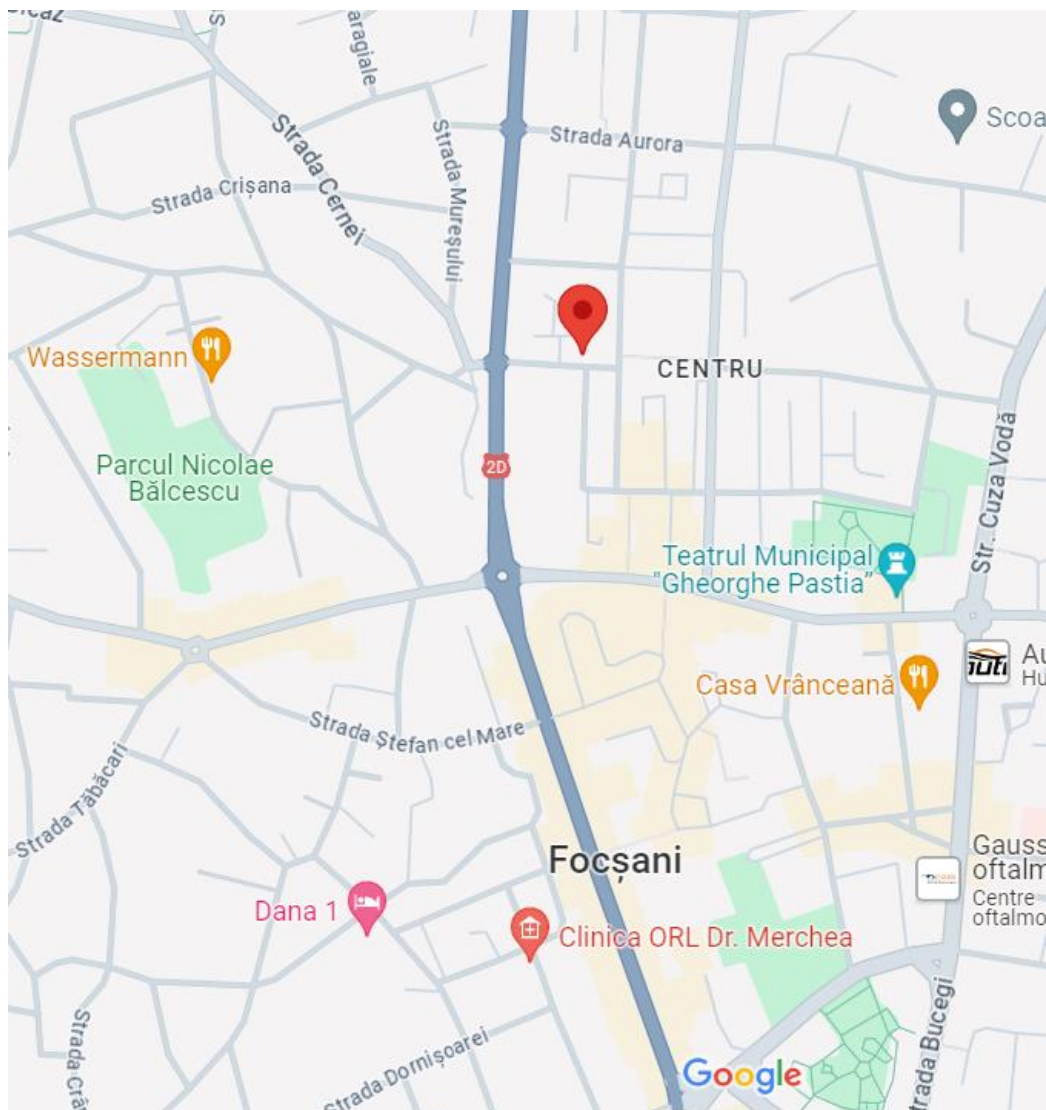 Strada Aurora
Scoa
Strada Cernei
Strada Mureșului
Strada Crișana
Wassermann
CENTRU
Parcul Nicolae
Bălcescu
2D
Str. Cuza Vodă
Teatrul Municipal
"Gheorghe Pastia”
Casa Vrânceană
Strada Ștefan cel Mare
Strada Tăbăcari
Focșani
Dana 1
Clinica ORL Dr. Merchea
Gauss
oftalm
Centre
oftalmo
Strada Bucegi
Strada Dornișoarei
Google